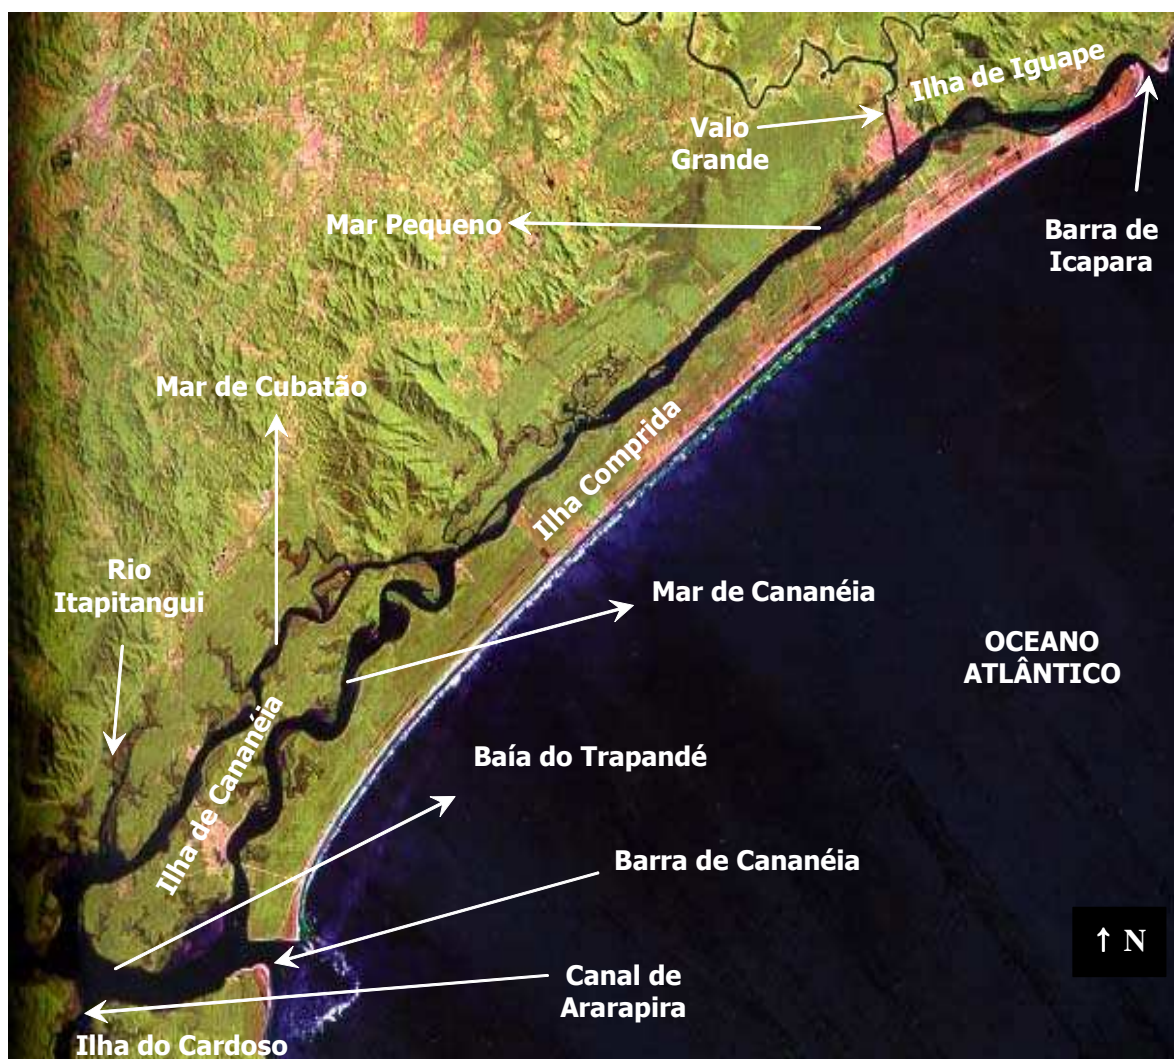 Ilha de Iguape
Valo
Grande
Mar Pequeno
Barra de
Icapara
Mar de Cubatão
Ilha Comprida
Rio
Itapitangui
Mar de Cananéia
OCEANO
ATLÂNTICO
Ilha de Cananéia
Baía do Trapandé
Barra de Cananéia
↑ N
Canal de
Ararapira
Ilha do Cardoso